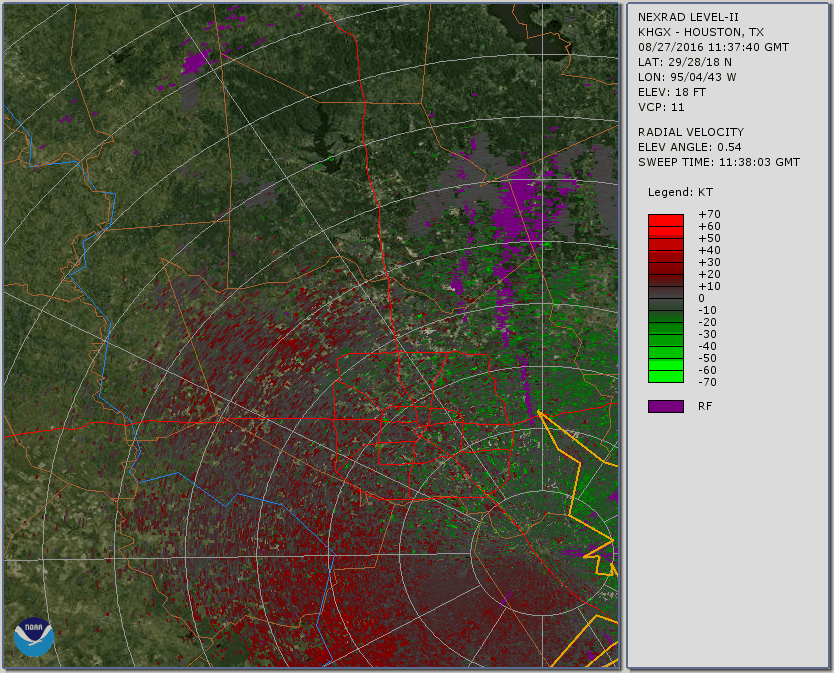 NEXRAD LEVEL-II
KHGX - HOUSTON, TX
08/27/2016 11:37:40 GMT
LAT: 29/28/18 N
LON: 95/04/43 W
ELEV: 18 FT
VCP: 11
RADIAL VELOCITY
ELEV ANGLE: 0.54
SWEEP TIME: 11:38:03 GMT
Legend: KT
+70
+60
+50
+40
+30
+20
+10
0
-10
-20
-30
-40
-50
-60
-70
RF
NOAA